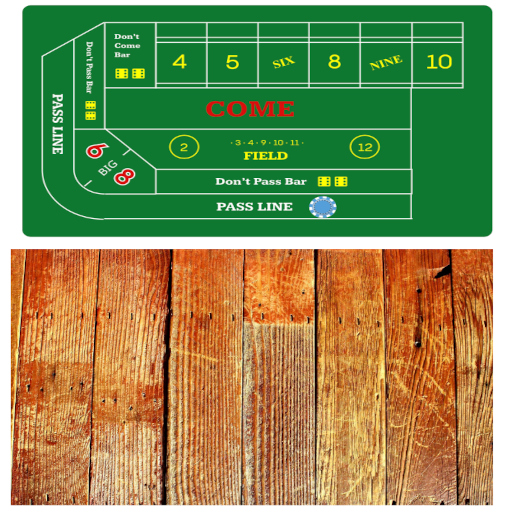 Don't
Come
Bar
Don't Pass Bar
PASS LINE
4 5 SIX 8 NINE 10
COME
2
· 3 · 4 · 9 · 10 · 11 ·
FIELD
12
6
BIG
8
Don't Pass Bar
PASS LINE